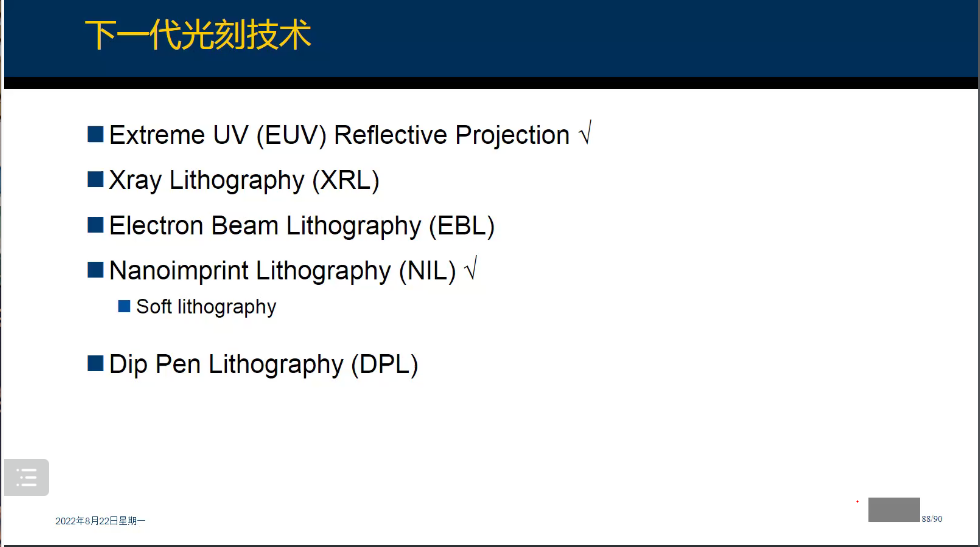 下一代光刻技术
Extreme UV (EUV) Reflective Projection √
Xray Lithography (XRL)
Electron Beam Lithography (EBL)
Nanoimprint Lithography (NIL) √
Soft lithography
Dip Pen Lithography (DPL)
2022年8月22日星期一
88/90